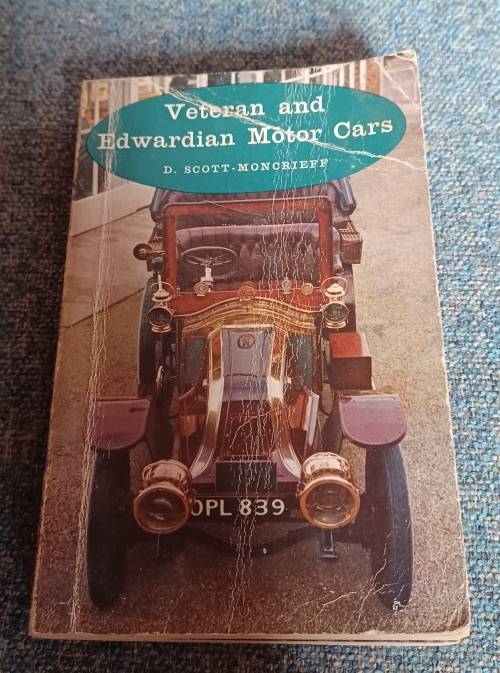 Veteran and
Edwardian Motor Cars
D. SCOTT-MONCRIEFF
OPL 839